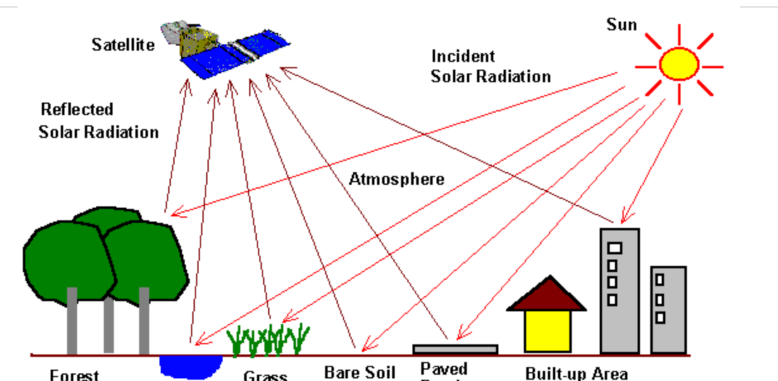 Sun
Satellite
Incident
Solar Radiation
Reflected
Solar Radiation
Atmosphere
Forest
Grass
Bare Soil
Paved
Built-up Area